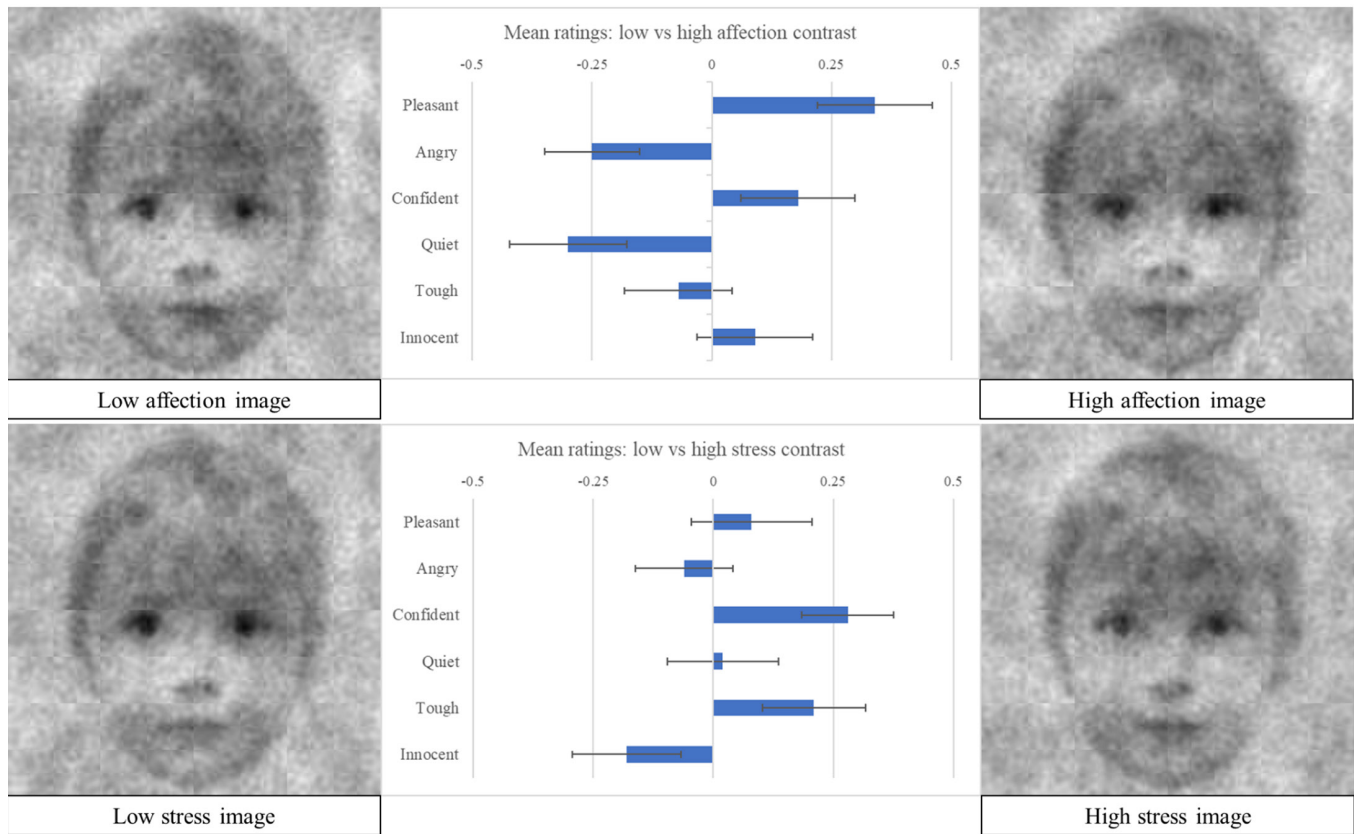 Mean ratings: low vs high affection contrast
-0.5 -0.25 0 0.25 0.5
Pleasant
Angry
Confident
Quiet
Tough
Innocent
Low affection image
High affection image
Mean ratings: low vs high stress contrast
-0.5 -0.25 0 0.25 0.5
Pleasant
Angry
Confident
Quiet
Tough
Innocent
Low stress image
High stress image